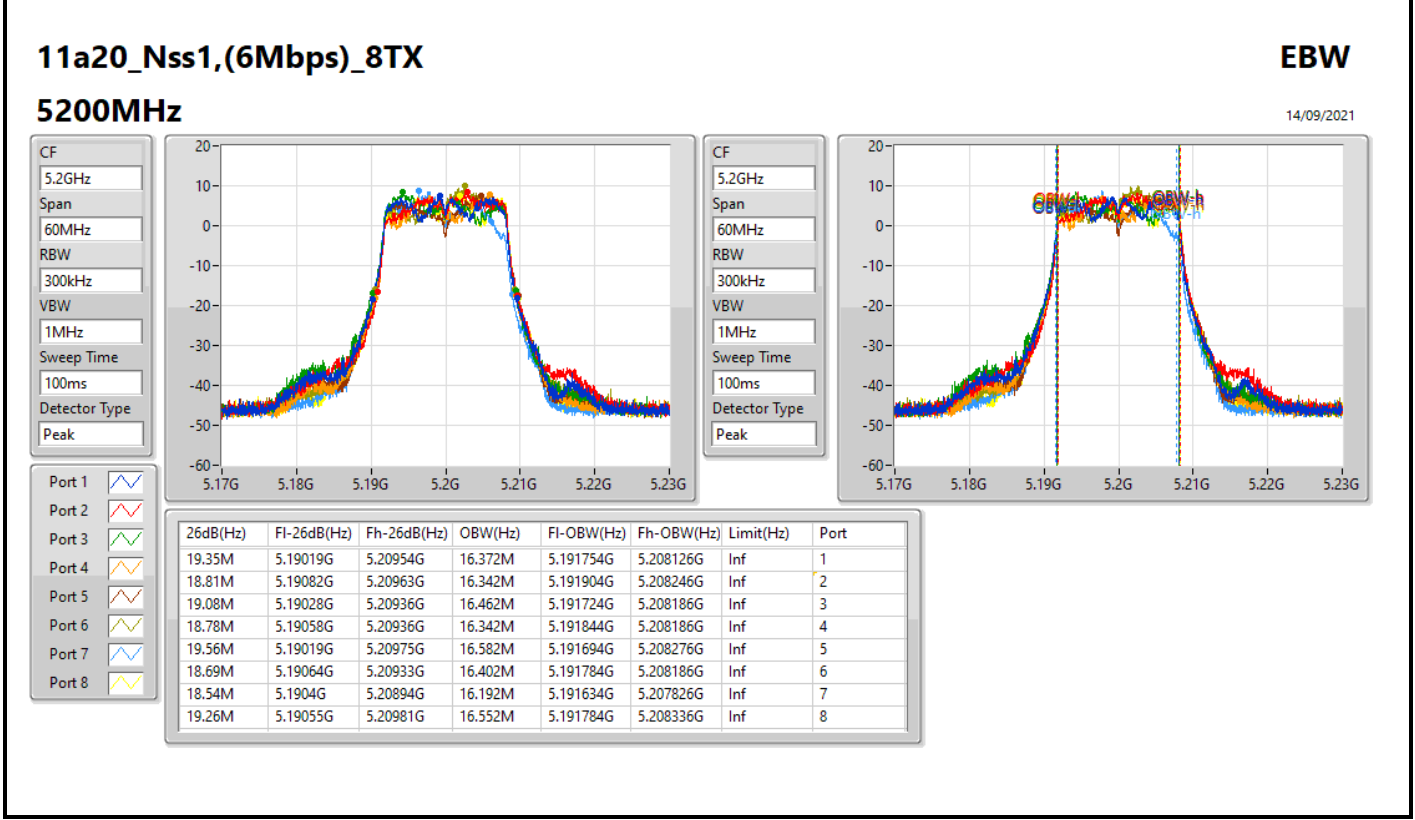 11a20_Nss1,(6Mbps)_8TX
EBW
5200MHz
14/09/2021
CF
5.2GHz
Span
60MHz
RBW
300kHz
VBW
1MHz
Sweep Time
100ms
Detector Type
Peak
20
10
0
-10
-20
-30
-40
-50
-60
5.17G 5.18G 5.19G 5.2G 5.21G 5.22G 5.23G
CF
5.2GHz
Span
60MHz
RBW
300kHz
VBW
1MHz
Sweep Time
100ms
Detector Type
Peak
20
10
0
-10
-20
-30
-40
-50
-60
5.17G 5.18G 5.19G 5.2G 5.21G 5.22G 5.23G
Port 1
Port 2
Port 3
Port 4
Port 5
Port 6
Port 7
Port 8
26dB(Hz) Fl-26dB(Hz) Fh-26dB(Hz) OBW(Hz) Fl-OBW(Hz) Fh-OBW(Hz) Limit(Hz) Port
19.35M 5.19019G 5.20954G 16.372M 5.191754G 5.208126G Inf 1
18.81M 5.19082G 5.20963G 16.342M 5.191904G 5.208246G Inf 2
19.08M 5.19028G 5.20936G 16.462M 5.191724G 5.208186G Inf 3
18.78M 5.19058G 5.20936G 16.342M 5.191844G 5.208186G Inf 4
19.56M 5.19019G 5.20975G 16.582M 5.191694G 5.208276G Inf 5
18.69M 5.19064G 5.20933G 16.402M 5.191784G 5.208186G Inf 6
18.54M 5.1904G 5.20894G 16.192M 5.191634G 5.207826G Inf 7
19.26M 5.19055G 5.20981G 16.552M 5.191784G 5.208336G Inf 8